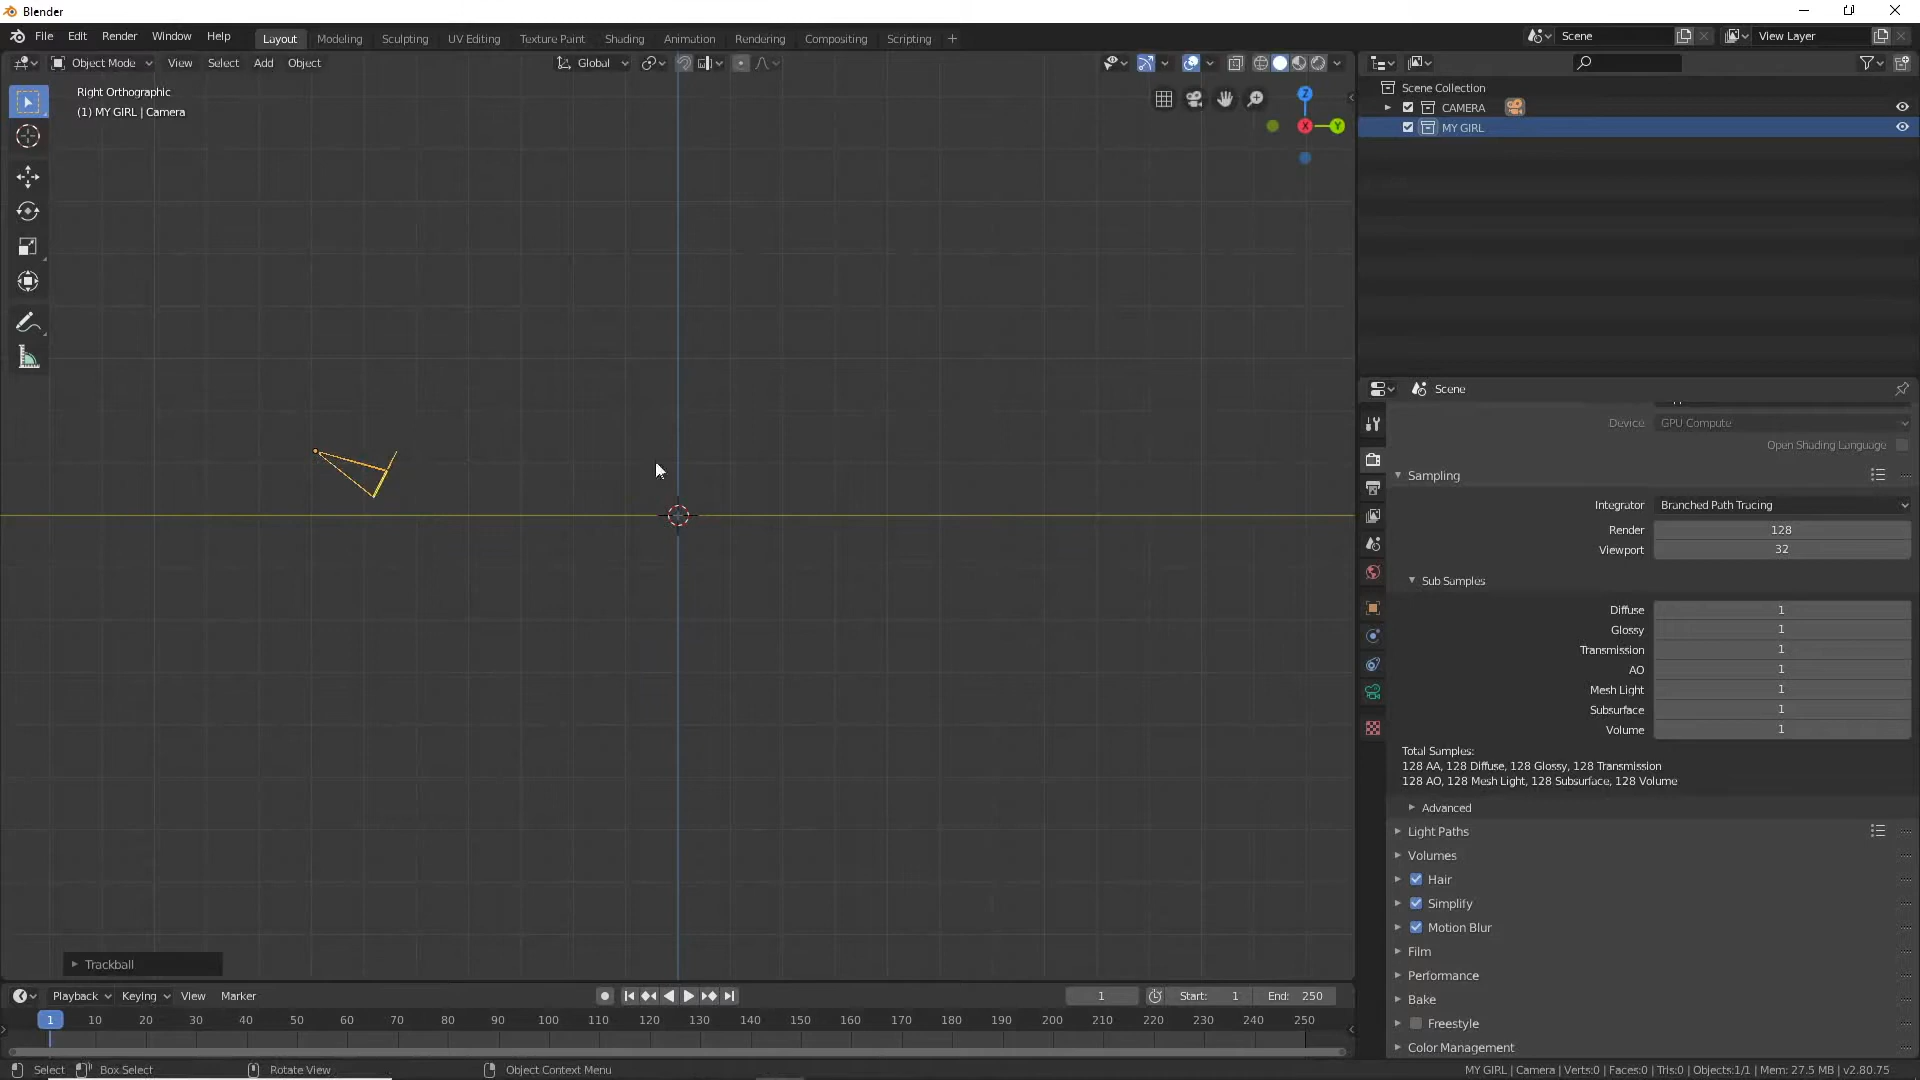 Blender
File Edit Render Window Help
Layout Modeling Sculpting UV Editing Texture Paint Shading Animation Rendering Compositing Scripting +
Scene
View Layer
Object Mode View Select Add Object
Global
Right Orthographic
(1) MY GIRL | Camera
Z
X
Y
Scene Collection
CAMERA
MY GIRL
Scene
Device GPU Compute
Open Shading Language
Sampling
Integrator Branched Path Tracing
Render 128
Viewport 32
Sub Samples
Diffuse 1
Glossy 1
Transmission 1
AO 1
Mesh Light 1
Subsurface 1
Volume 1
Total Samples:
128 AA, 128 Diffuse, 128 Glossy, 128 Transmission
128 AO, 128 Mesh Light, 128 Subsurface, 128 Volume
Advanced
Light Paths
Volumes
Hair
Simplify
Motion Blur
Film
Performance
Bake
Freestyle
Color Management
Trackball
Playback Keying View Marker
1 Start: 1 End: 250
1 10 20 30 40 50 60 70 80 90 100 110 120 130 140 150 160 170 180 190 200 210 220 230 240 250
Select Box Select Rotate View Object Context Menu
MY GIRL | Camera | Verts:0 | Faces:0 | Tris:0 | Objects:1/1 | Mem: 27.5 MB | v2.80.75